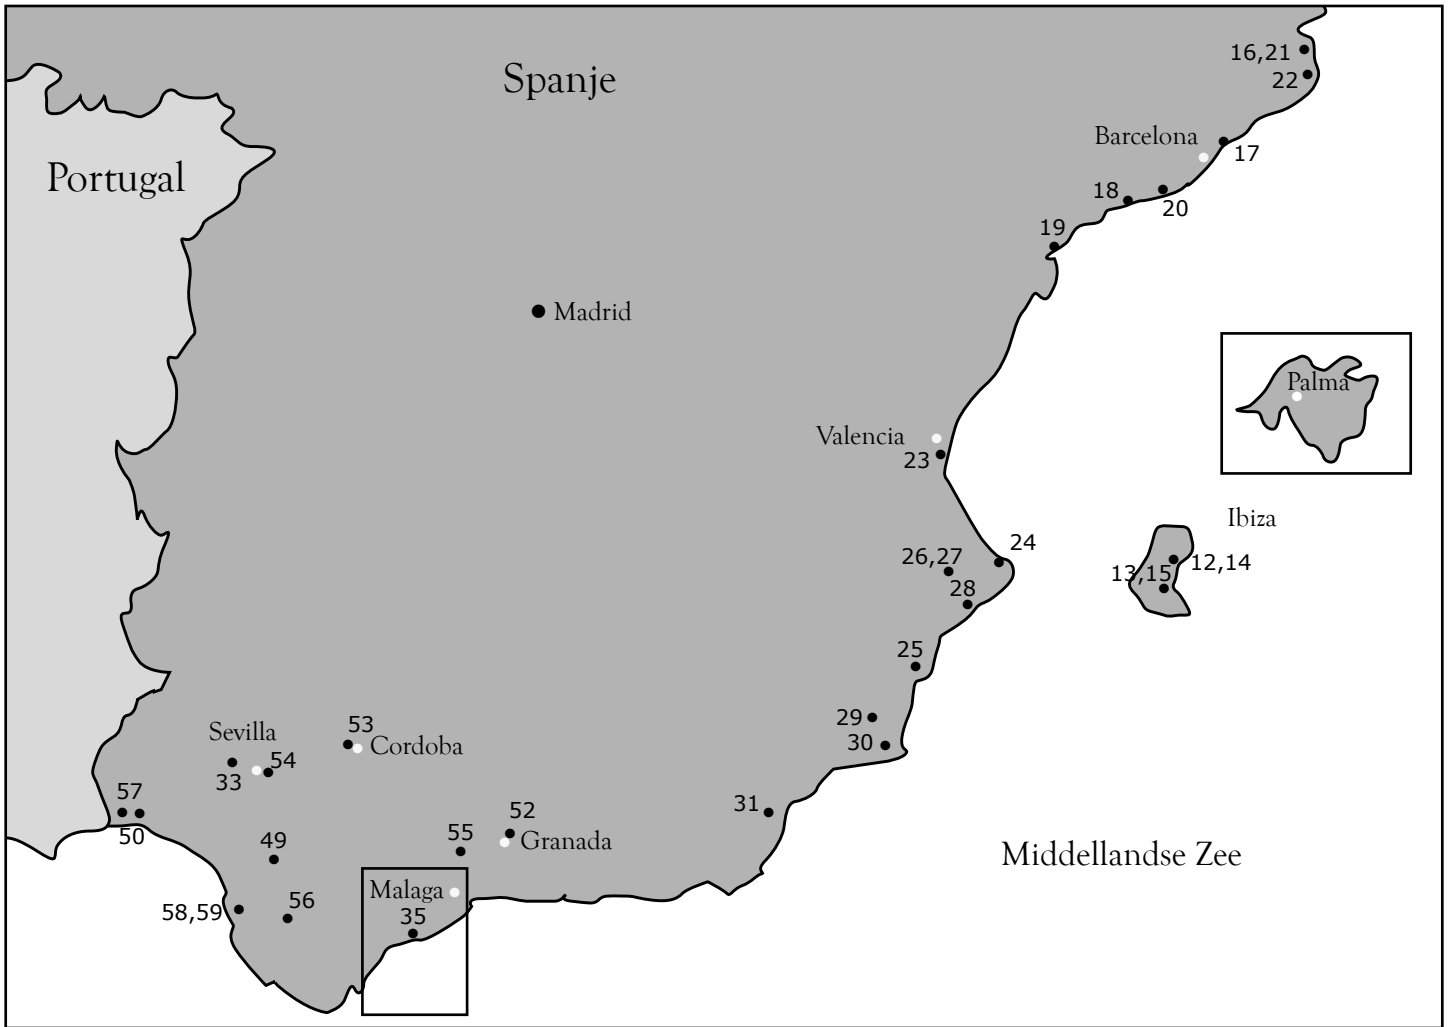 16,21
Spanje
22
Barcelona
17
Portugal
18
20
19
Madrid
Palma
Valencia
23
Ibiza
24
26,27
12,14
13,15
28
25
29
53
Sevilla
30
Cordoba
54
33
57
31
52
50
55
49
Granada
Middellandse Zee
Malaga
56
58,59
35